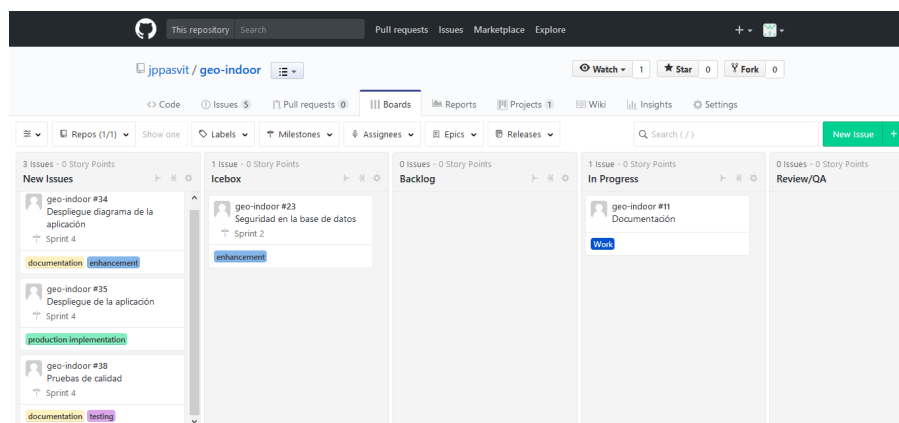 This repository Search Pull requests Issues Marketplace Explore
jppasvit / geo-indoor
Watch 1 Star 0 Fork 0
Code Issues 5 Pull requests 0 Boards Reports Projects 1 Wiki Insights Settings
Repos (1/1) Show one Labels Milestones Assignees Epics Releases Search ( / ) New Issue +
3 Issues - 0 Story Points
New Issues
geo-indoor #34
Despliegue diagrama de la
aplicación
Sprint 4
documentation enhancement
geo-indoor #35
Despliegue de la aplicación
Sprint 4
production implementation
geo-indoor #38
Pruebas de calidad
Sprint 4
documentation testing
1 Issue - 0 Story Points
Icebox
geo-indoor #23
Seguridad en la base de datos
Sprint 2
enhancement
0 Issues - 0 Story Points
Backlog
1 Issue - 0 Story Points
In Progress
geo-indoor #11
Documentación
Work
0 Issues - 0 Story Points
Review/QA